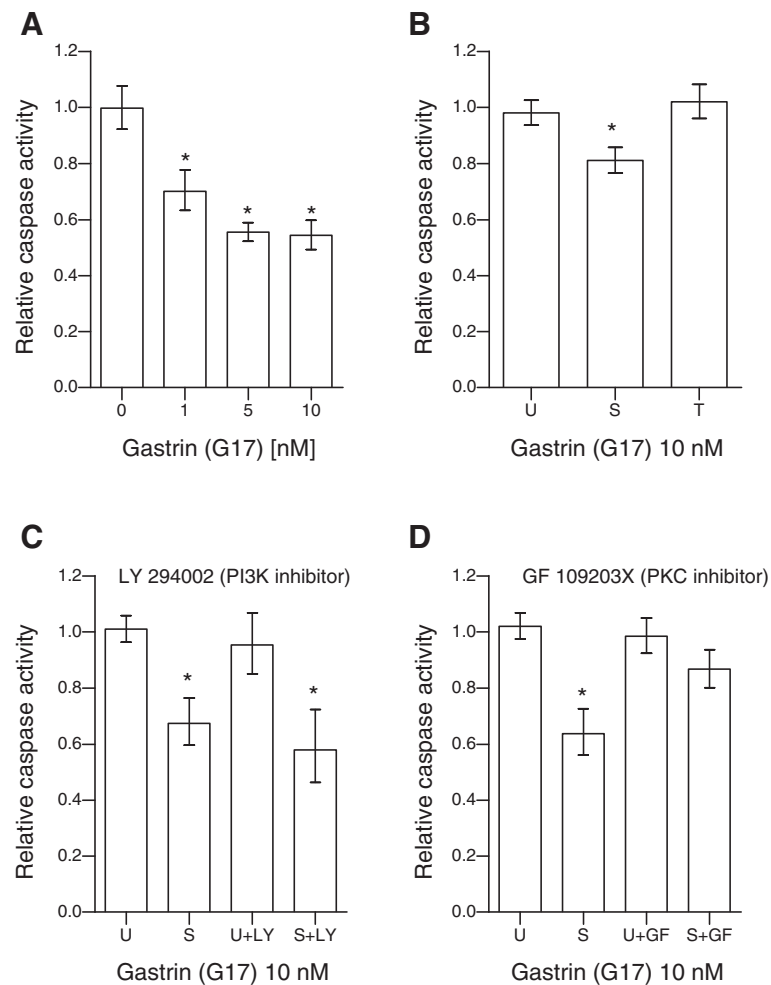 A
1.2
1.0
0.8
0.6
0.4
0.2
0.0
Relative caspase activity
*
*
*
0 1 5 10
Gastrin (G17) [nM]
B
1.2
1.0
0.8
0.6
0.4
0.2
0.0
Relative caspase activity
*
U S T
Gastrin (G17) 10 nM
C
LY 294002 (PI3K inhibitor)
1.2
1.0
0.8
0.6
0.4
0.2
0.0
Relative caspase activity
*
*
U S U+LY S+LY
Gastrin (G17) 10 nM
D
GF 109203X (PKC inhibitor)
1.2
1.0
0.8
0.6
0.4
0.2
0.0
Relative caspase activity
*
U S U+GF S+GF
Gastrin (G17) 10 nM